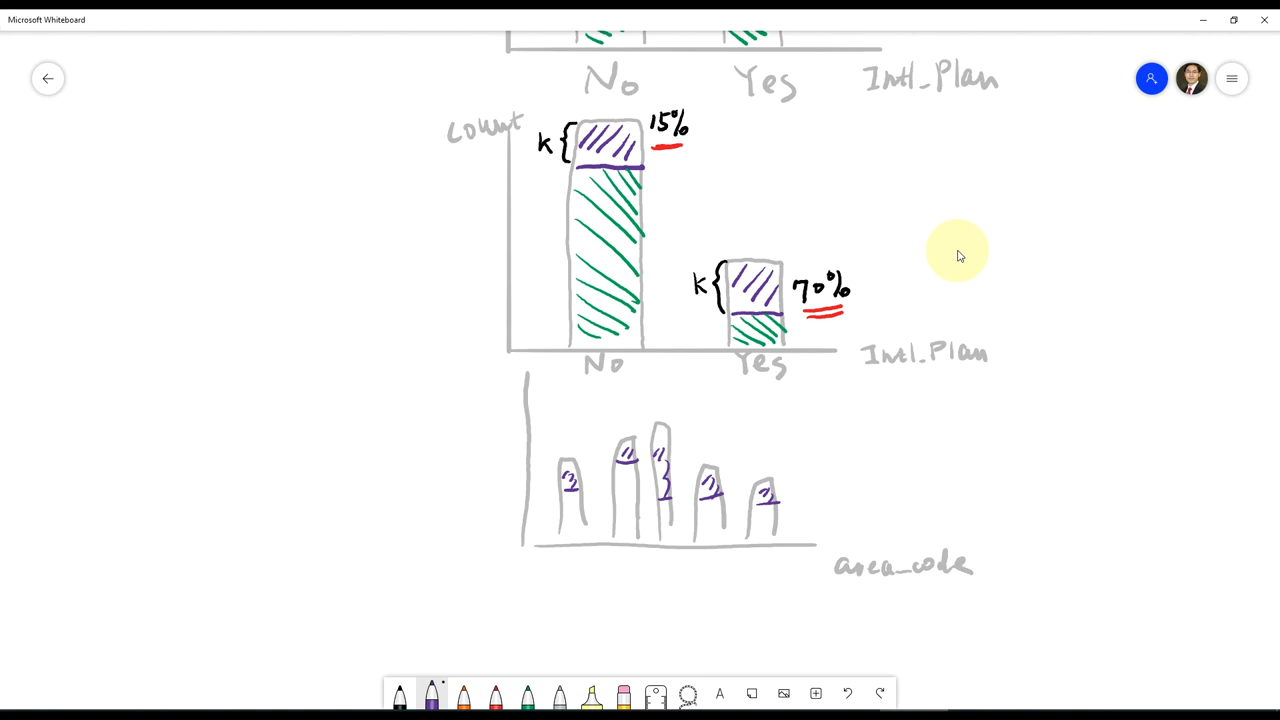 Microsoft Whiteboard
No Yes Intl_Plan
count
K 15%
K 70%
No Yes Intl_Plan
area_code
A